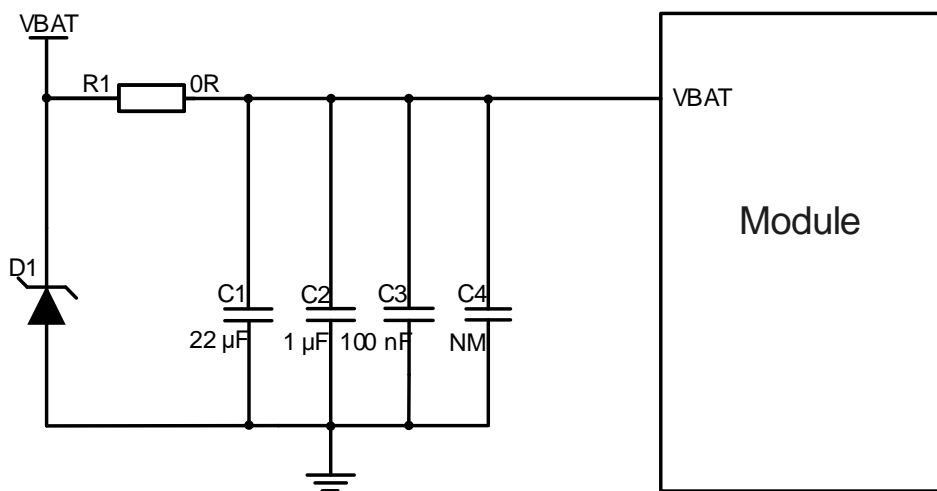 VBAT
R1 0R
VBAT
Module
D1
C1 C2 C3 C4
22 µF 1 µF 100 nF NM